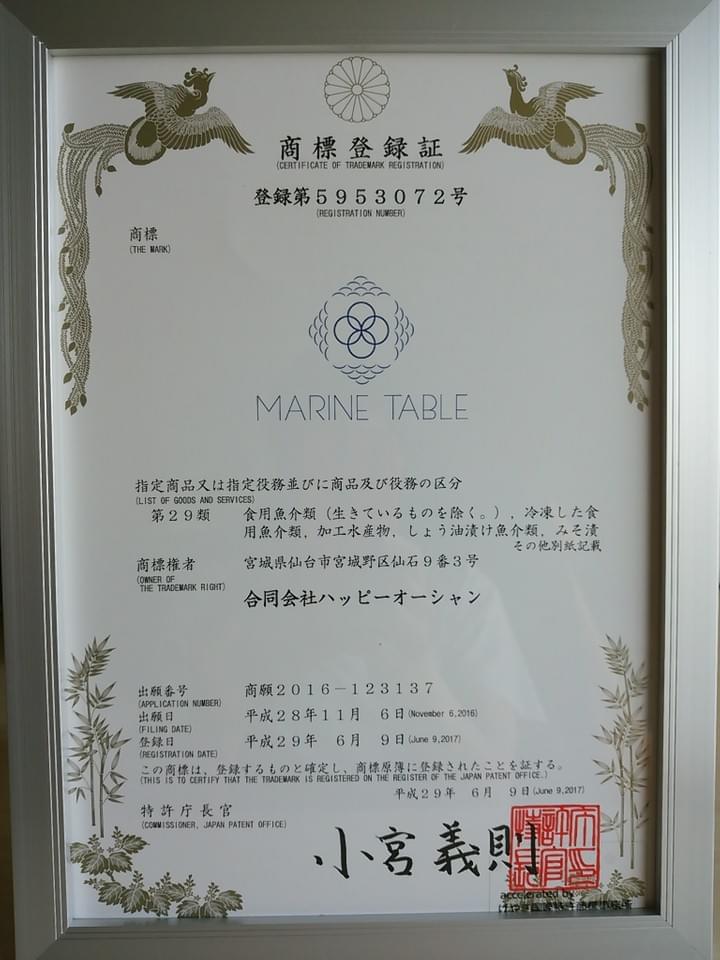 商標登録証
(CERTIFICATE OF TRADEMARK REGISTRATION)
登録第5953072号
(REGISTRATION NUMBER)
商標
(THE MARK)
MARINE TABLE
指定商品又は指定役務並びに商品及び役務の区分
(LIST OF GOODS AND SERVICES)
第29類 食用魚介類（生きているものを除く。），冷凍した食
用魚介類，加工水産物，しょう油漬け魚介類，みそ漬
その他別紙記載
商標権者 宮城県仙台市宮城野区仙石9番3号
(OWNER OF
THE TRADEMARK RIGHT)
合同会社ハッピーオーシャン
出願番号 商願2016－123137
(APPLICATION NUMBER)
出願日 平成28年11月 6日(November 6,2016)
(FILING DATE)
登録日 平成29年 6月 9日(June 9,2017)
(REGISTRATION DATE)
この商標は、登録するものと確定し、商標原簿に登録されたことを証する。
(THIS IS TO CERTIFY THAT THE TRADEMARK IS REGISTERED ON THE REGISTER OF THE JAPAN PATENT OFFICE.)
平成29年 6月 9日(June 9,2017)
特許庁長官
(COMMISSIONER, JAPAN PATENT OFFICE)
小宮義則
accelerated by